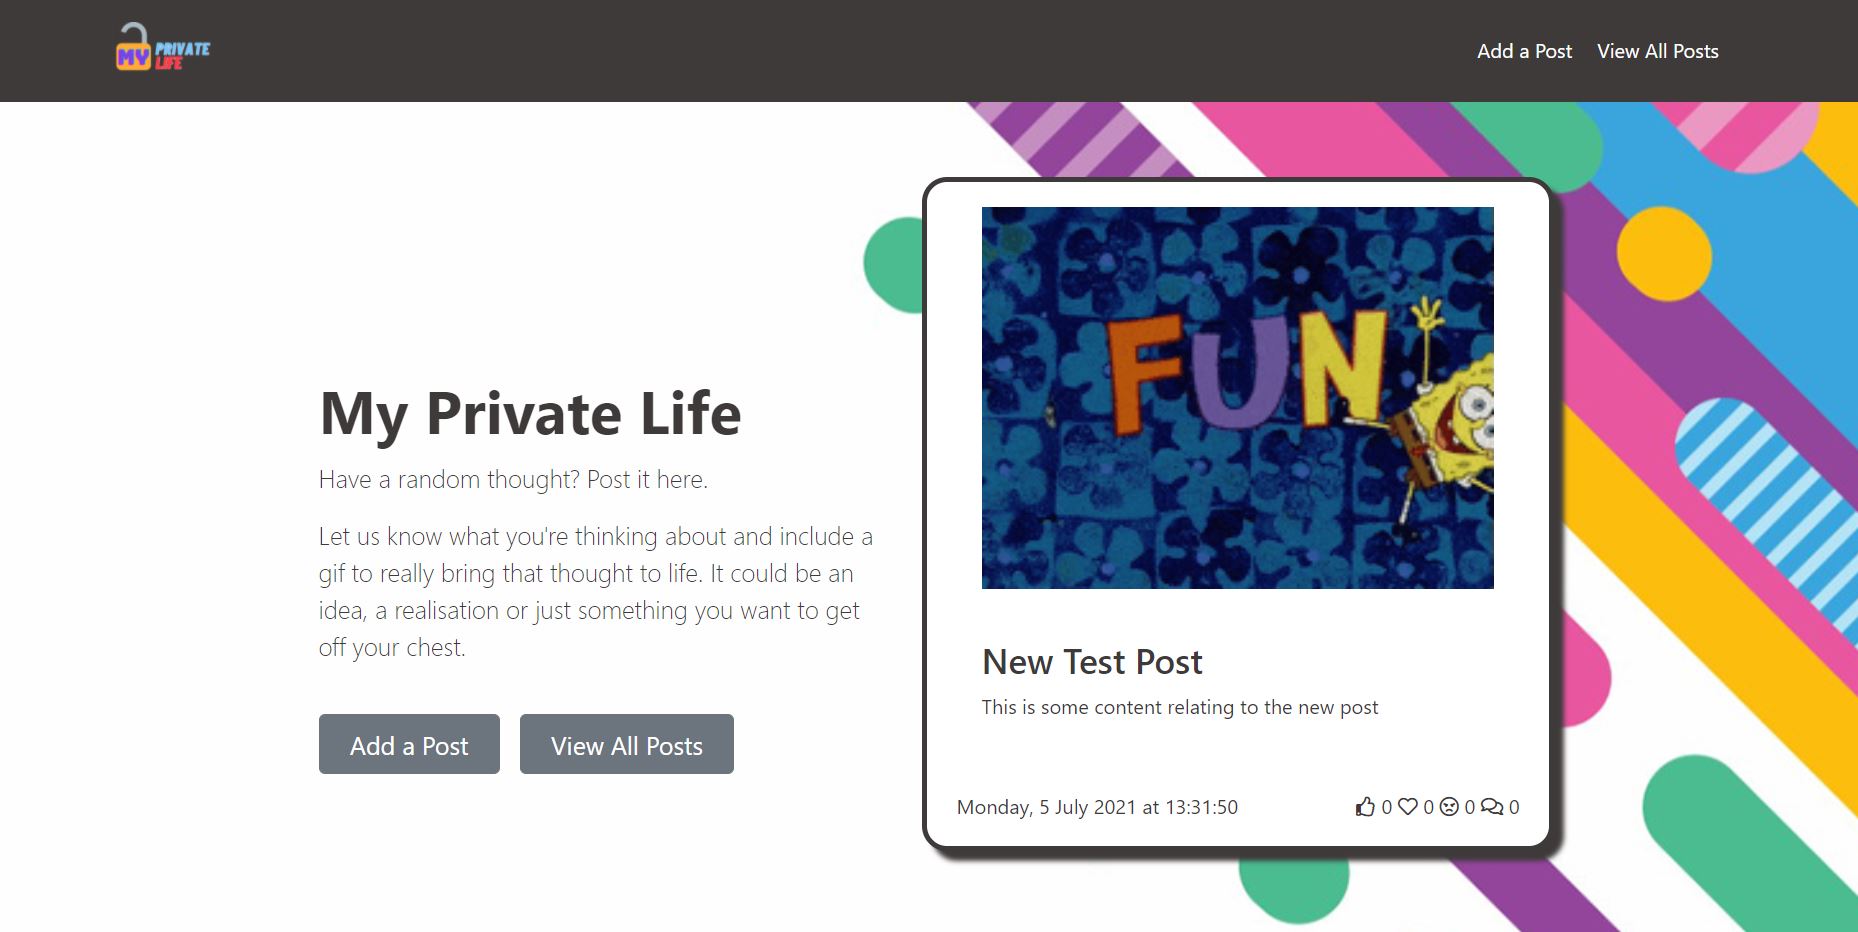 MY PRIVATE
LIFE
Add a Post View All Posts
FUN
My Private Life
Have a random thought? Post it here.
Let us know what you're thinking about and include a
gif to really bring that thought to life. It could be an
idea, a realisation or just something you want to get
off your chest.
Add a Post View All Posts
New Test Post
This is some content relating to the new post
Monday, 5 July 2021 at 13:31:50 0 0 0 0